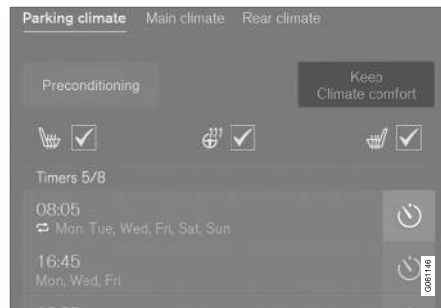 Parking climate Main climate Rear climate
Preconditioning
Keep
Climate comfort
Timers 5/8
08:05
Mon, Tue, Wed, Fri, Sat, Sun
16:45
Mon, Wed, Fri
G061146